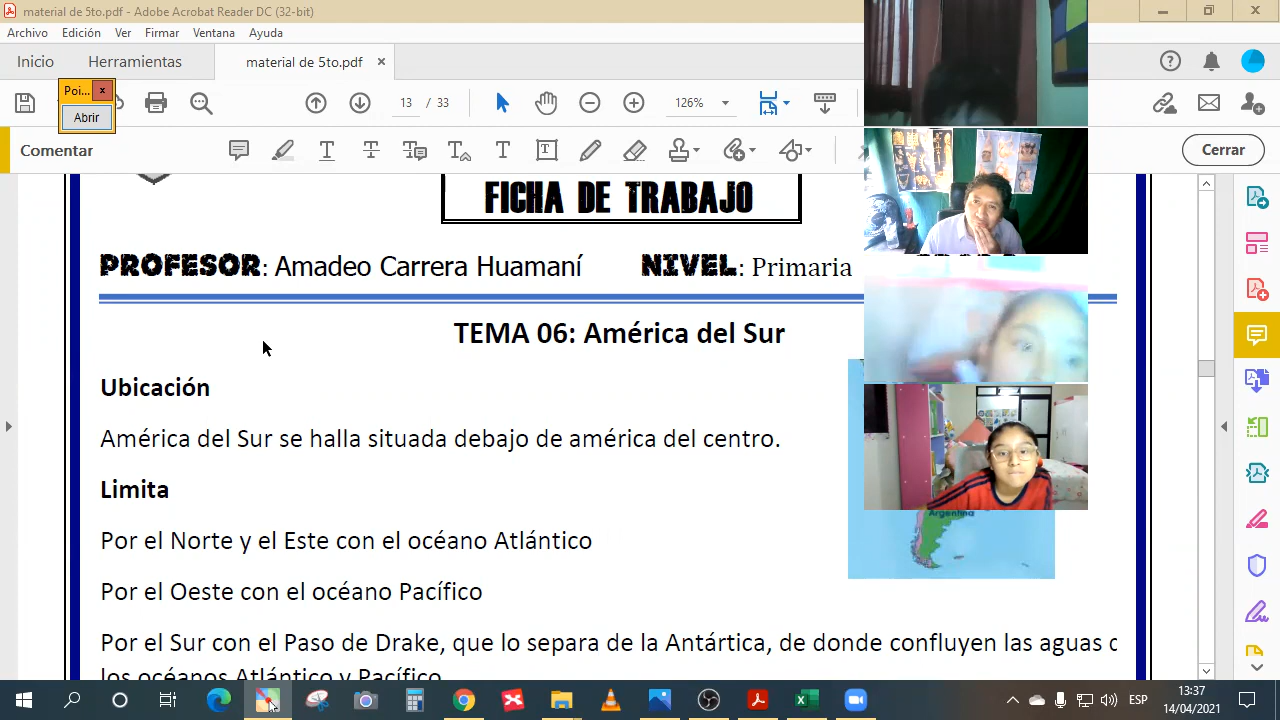 material de 5to.pdf - Adobe Acrobat Reader DC (32-bit)
Archivo Edición Ver Firmar Ventana Ayuda
Inicio Herramientas material de 5to.pdf
Poi... x
Abrir
13 / 33 126%
Comentar Cerrar
FICHA DE TRABAJO
PROFESOR: Amadeo Carrera Huamaní NIVEL: Primaria
TEMA 06: América del Sur
Ubicación
América del Sur se halla situada debajo de américa del centro.
Limita
Argentina
Por el Norte y el Este con el océano Atlántico
Por el Oeste con el océano Pacífico
Por el Sur con el Paso de Drake, que lo separa de la Antártica, de donde confluyen las aguas
los océanos Atlántico y Pacífico
ESP 13:37
14/04/2021